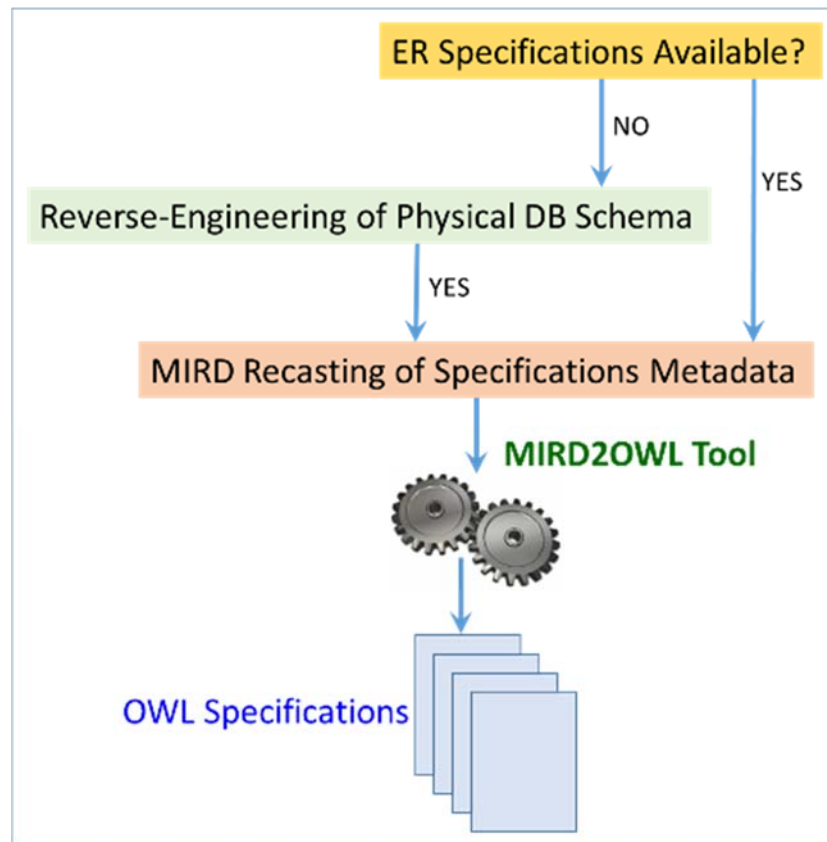 ER Specifications Available?
NO
YES
Reverse-Engineering of Physical DB Schema
YES
MIRD Recasting of Specifications Metadata
MIRD2OWL Tool
OWL Specifications